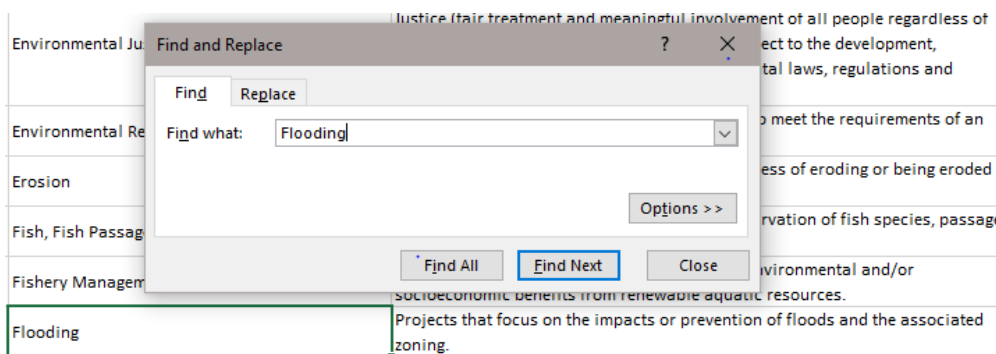 Justice (fair treatment and meaningful involvement of all people regardless of
Environmental Ju
ect to the development,
tal laws, regulations and
Find and Replace
?
Find
Replace
Find what:
Flooding
Environmental Re
o meet the requirements of an
Erosion
ess of eroding or being eroded
Options >>
Fish, Fish Passag
rvation of fish species, passage
Find All
Find Next
Close
Fishery Managem
nvironmental and/or
socioeconomic benefits from renewable aquatic resources.
Flooding
Projects that focus on the impacts or prevention of floods and the associated
zoning.